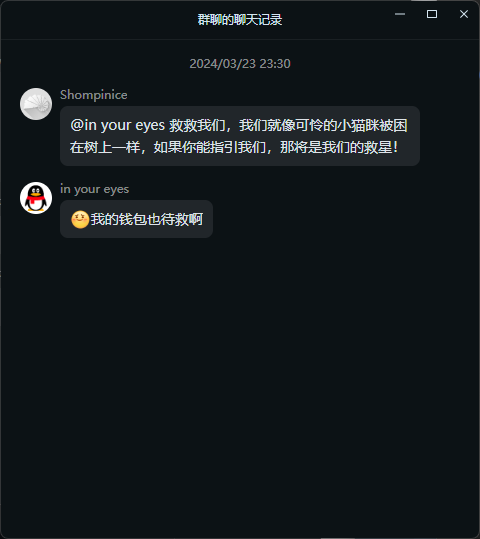 群聊的聊天记录
2024/03/23 23:30
Shompinice
@in your eyes 救救我们，我们就像可怜的小猫眯被困
在树上一样，如果你能指引我们，那将是我们的救星！
in your eyes
我的钱包也待救啊